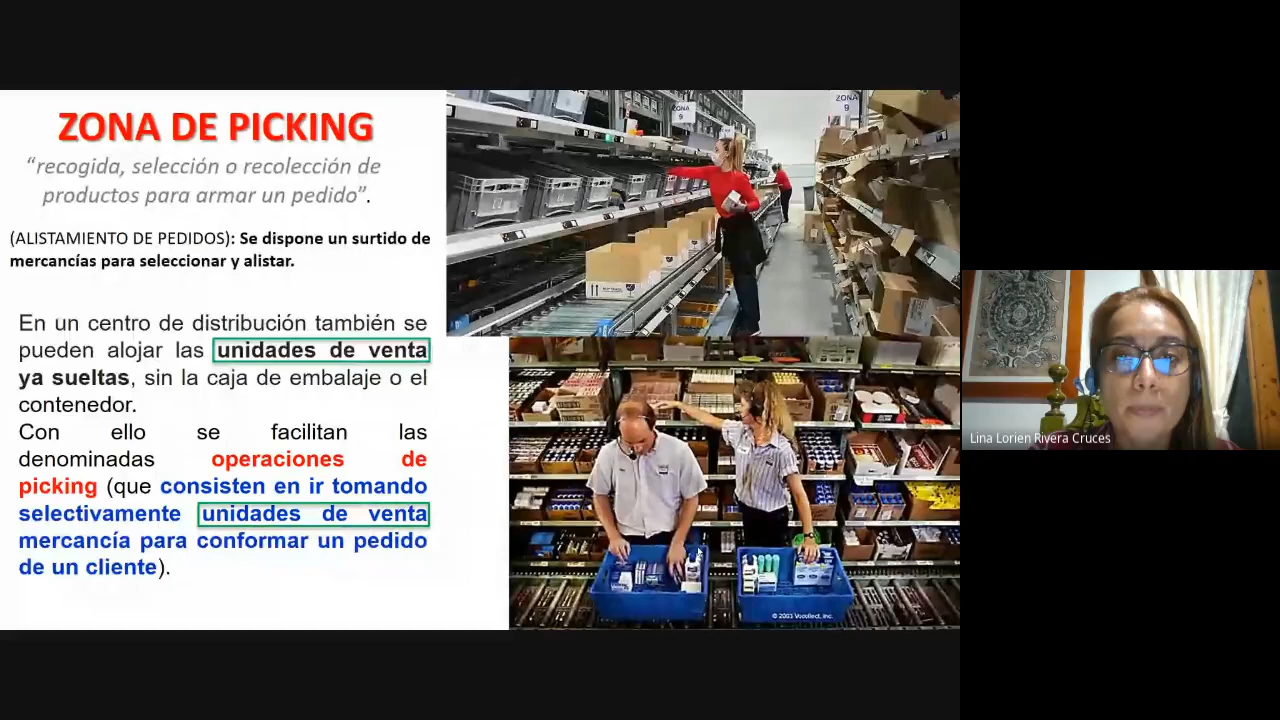 ZONA DE PICKING
“recogida, selección o recolección de
productos para armar un pedido”.
(ALISTAMIENTO DE PEDIDOS): Se dispone un surtido de
mercancías para seleccionar y alistar.
En un centro de distribución también se
pueden alojar las unidades de venta
ya sueltas, sin la caja de embalaje o el
contenedor.
Con ello se facilitan las
denominadas operaciones de
picking (que consisten en ir tomando
selectivamente unidades de venta
mercancía para conformar un pedido
de un cliente).
ZONA
9
ZONA
9
© 2003 Vocollect, Inc.
Lina Lorien Rivera Cruces